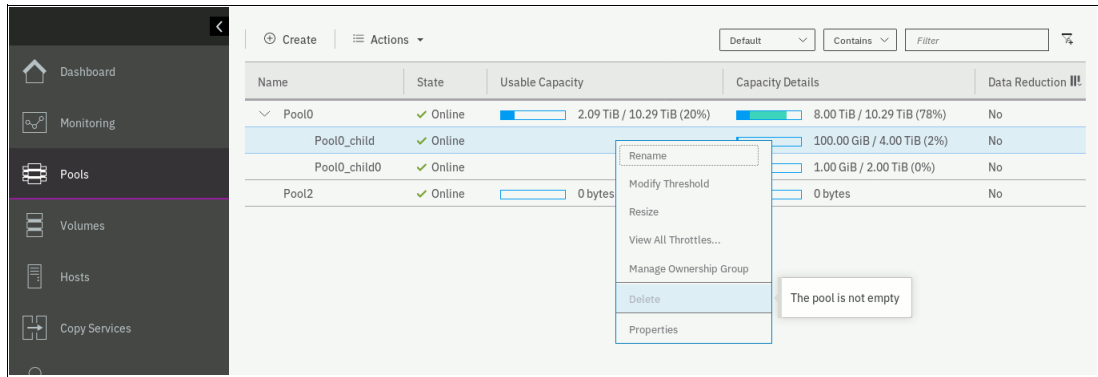 Create
Actions
Default
Contains
Filter
Dashboard
Monitoring
Pools
Volumes
Hosts
Copy Services
Name State Usable Capacity Capacity Details Data Reduction
Pool0 Online 2.09 TiB / 10.29 TiB (20%) 8.00 TiB / 10.29 TiB (78%) No
Pool0_child Online 100.00 GiB / 4.00 TiB (2%) No
Pool0_child0 Online 1.00 GiB / 2.00 TiB (0%) No
Pool2 Online 0 bytes 0 bytes No
Rename
Modify Threshold
Resize
View All Throttles...
Manage Ownership Group
Delete
The pool is not empty
Properties